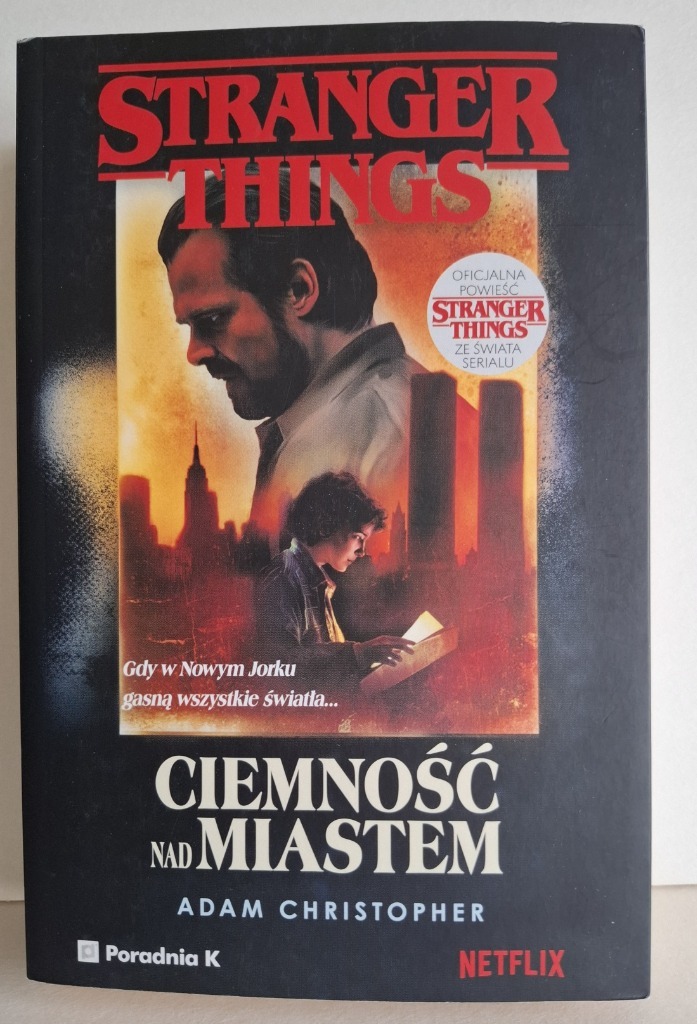 STRANGER
THINGS
OFICJALNA
POWIEŚĆ
STRANGER
THINGS
ZE ŚWIATA
SERIALU
Gdy w Nowym Jorku
gasną wszystkie światła...
CIEMNOŚĆ
NAD MIASTEM
ADAM CHRISTOPHER
Poradnia K
NETFLIX